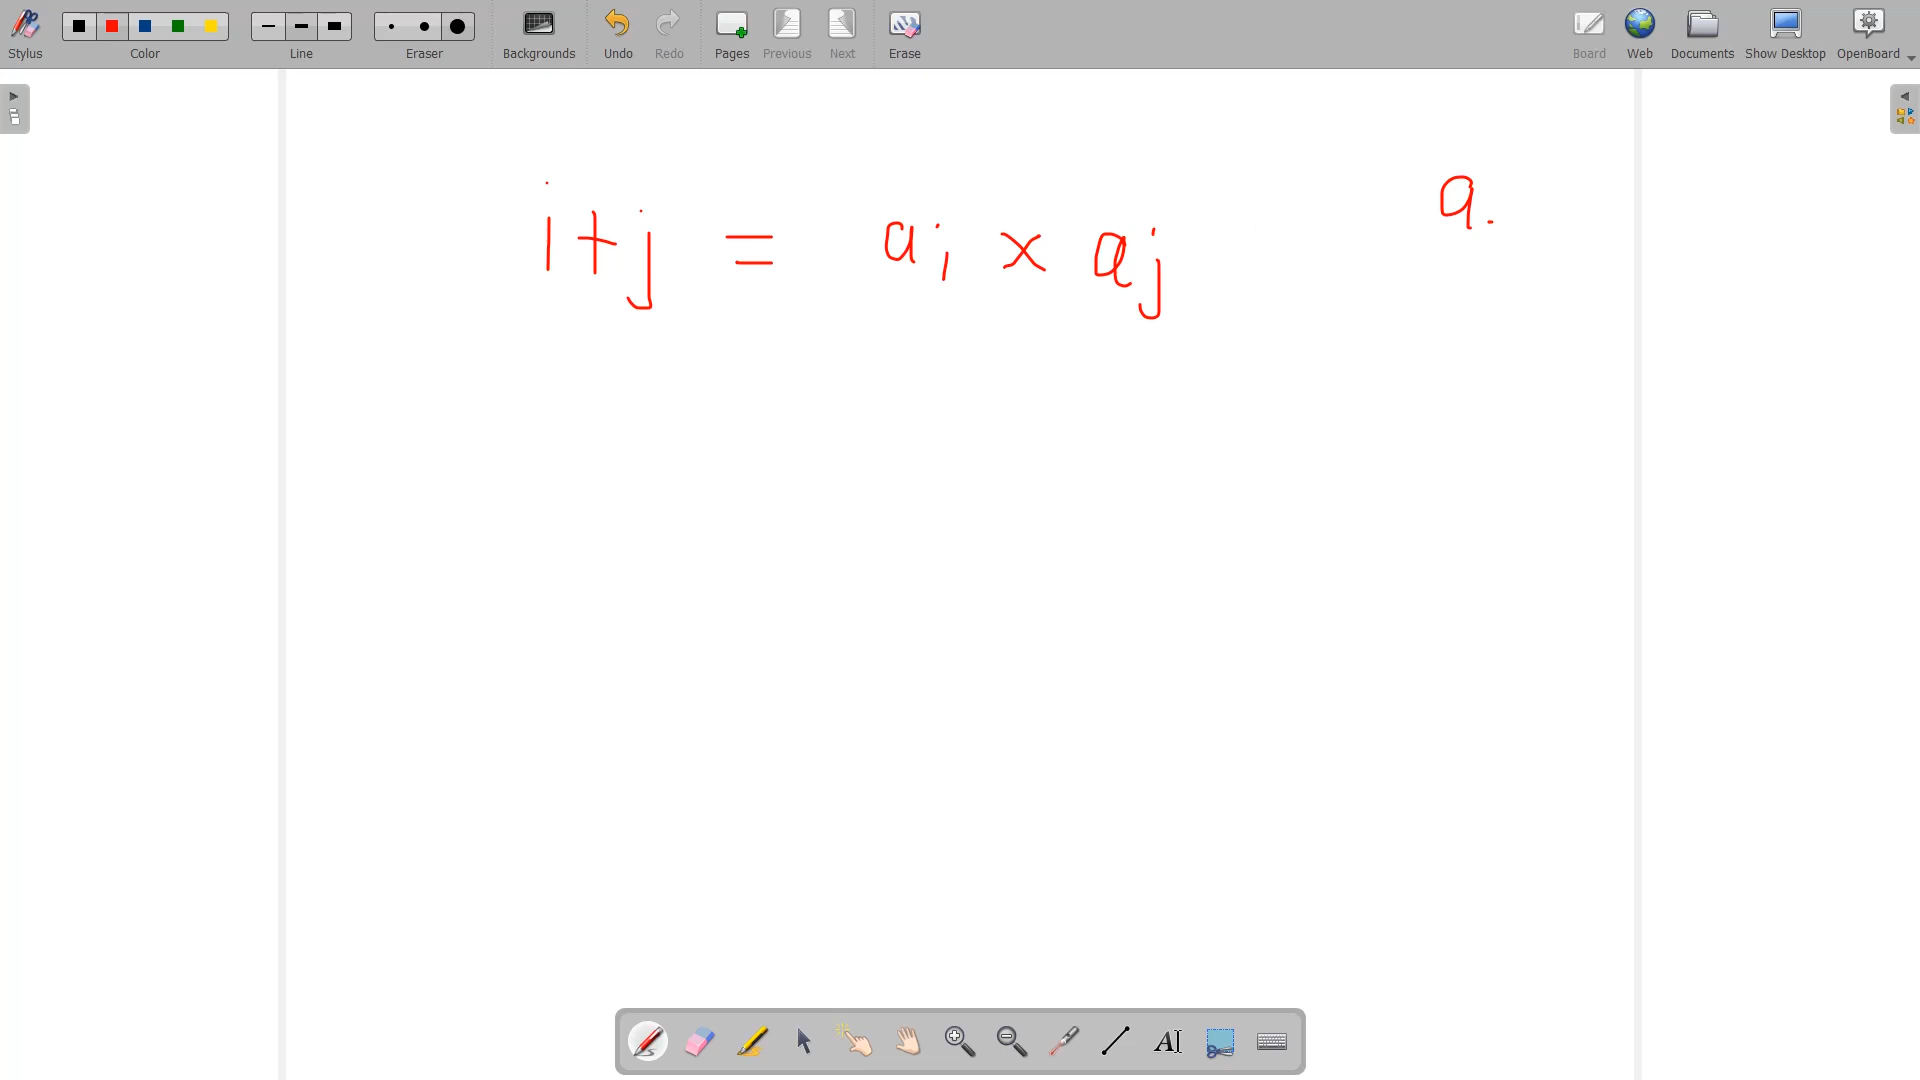 Stylus Color Line Eraser Backgrounds Undo Redo Pages Previous Next Erase Board Web Documents Show Desktop OpenBoard
a.
i+j = ai × aj